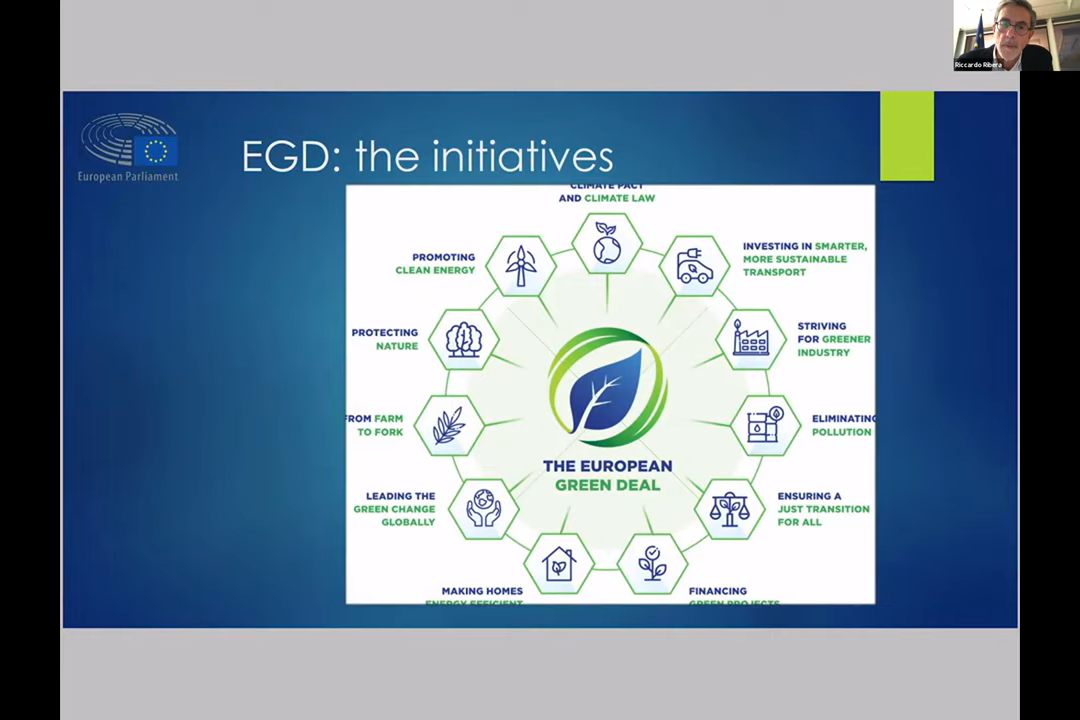 Riccardo Ribera
European Parliament
EGD: the initiatives
CLIMATE PACT
AND CLIMATE LAW
PROMOTING
CLEAN ENERGY
INVESTING IN SMARTER,
MORE SUSTAINABLE
TRANSPORT
PROTECTING
NATURE
STRIVING
FOR GREENER
INDUSTRY
FROM FARM
TO FORK
ELIMINATING
POLLUTION
THE EUROPEAN
GREEN DEAL
LEADING THE
GREEN CHANGE
GLOBALLY
ENSURING A
JUST TRANSITION
FOR ALL
MAKING HOMES
ENERGY EFFICIENT
FINANCING
GREEN PROJECTS